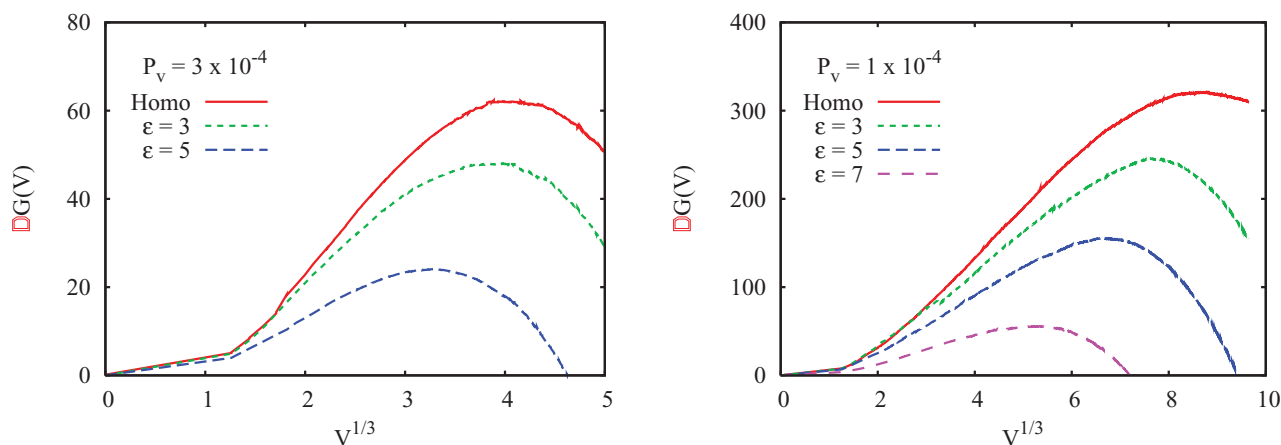 80
60
40
20
0
0 1 2 3 4 5
DG(V)
V^1/3
P_v = 3 x 10^-4
Homo
ε = 3
ε = 5
400
300
200
100
0
0 2 4 6 8 10
DG(V)
V^1/3
P_v = 1 x 10^-4
Homo
ε = 3
ε = 5
ε = 7